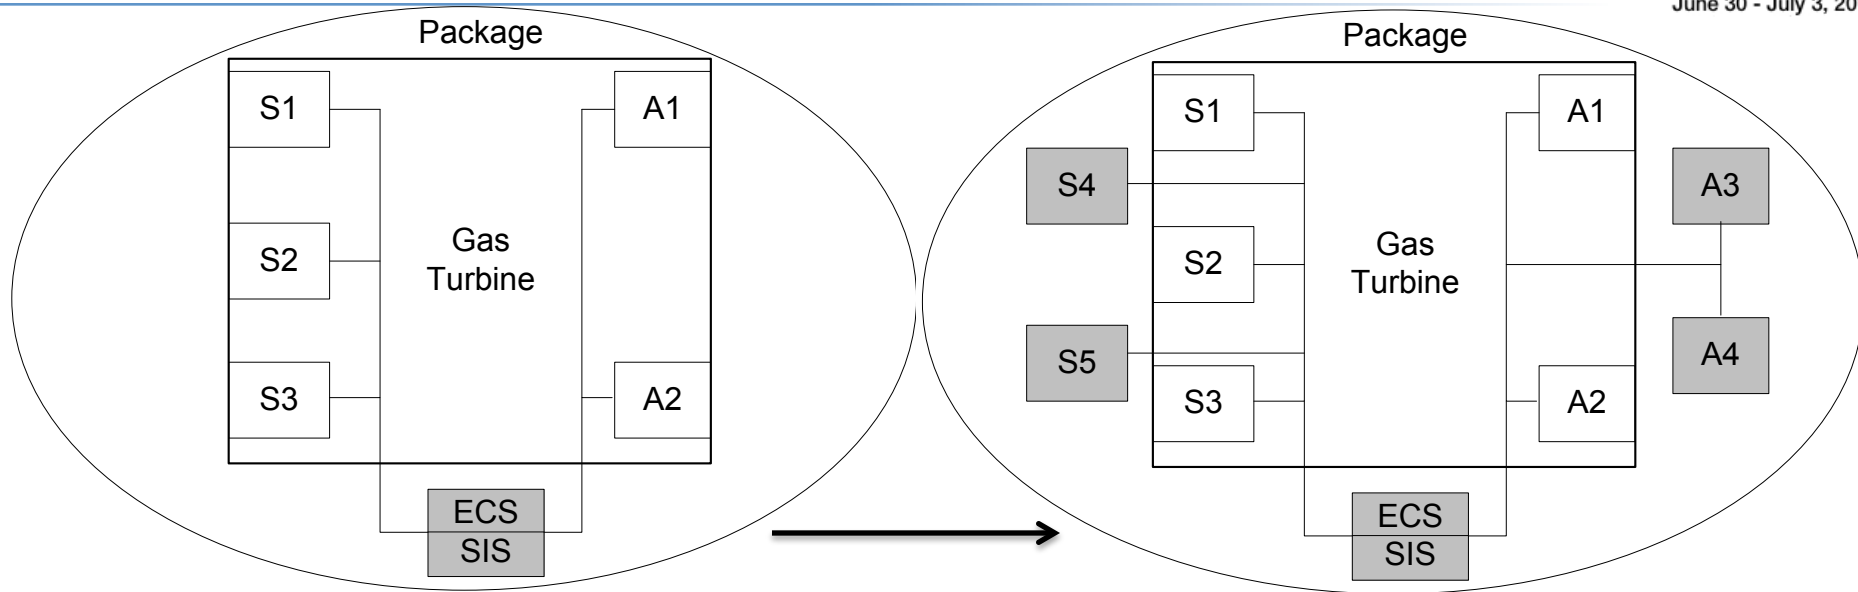 June 30 - July 3, 20
Package
S1
A1
S2
Gas
Turbine
S3
A2
ECS
SIS
Package
S1
A1
S4
A3
S2
Gas
Turbine
S5
A4
S3
A2
ECS
SIS